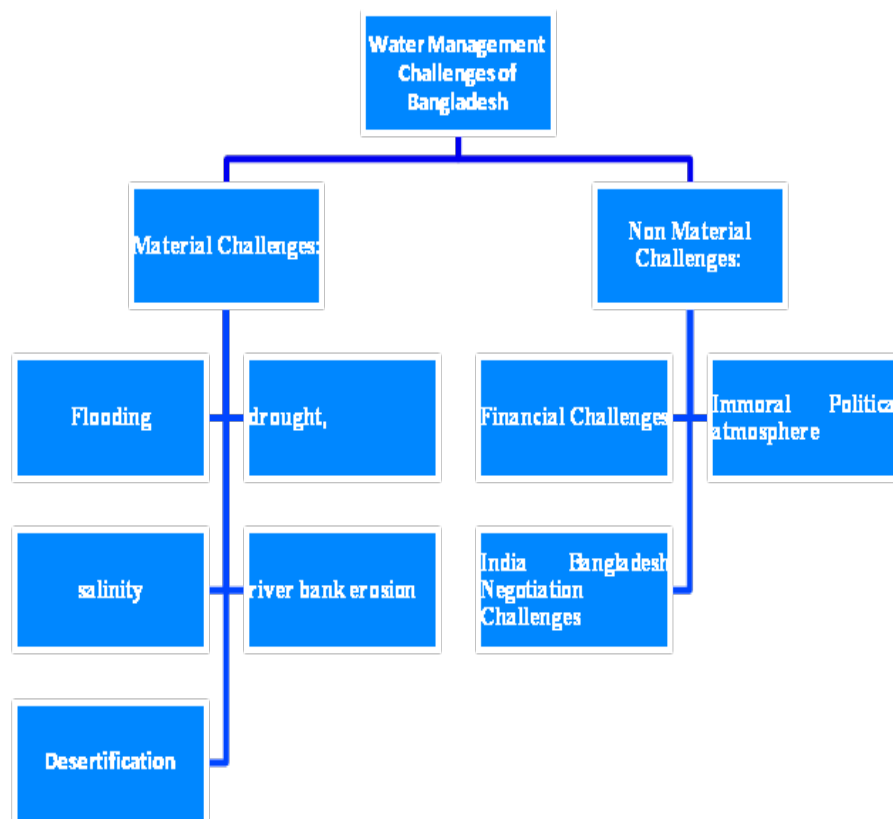 Water Management
Challenges of
Bangladesh
Material Challenges:
Non Material
Challenges:
Flooding
drought,
Financial Challenges
Immoral Politica
atmosphere
salinity
river bank erosion
India Bangladesh
Negotiation
Challenges
Desertification